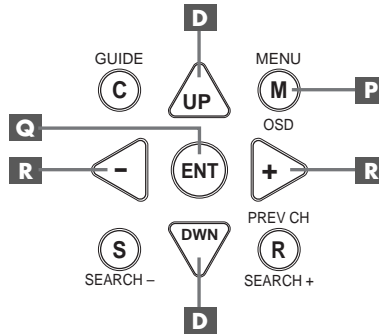 D
GUIDE
MENU
C
UP
M
P
OSD
Q
R
-
ENT
+
R
PREV CH
S
DWN
R
SEARCH –
SEARCH +
D